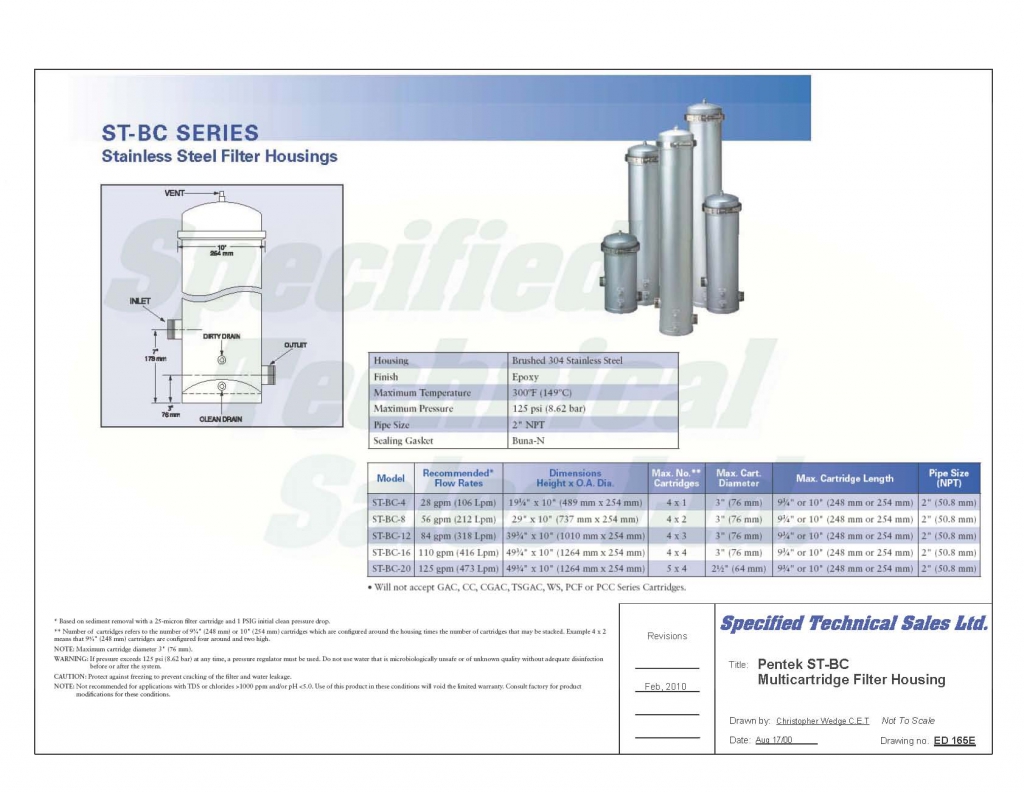 ST-BC SERIES
Stainless Steel Filter Housings
VENT
10"
254 mm
INLET
DIRTY DRAIN
OUTLET
7"
178 mm
3"
76 mm
CLEAN DRAIN
Specified
Technical
Sales Ltd.
Housing Brushed 304 Stainless Steel
Finish Epoxy
Maximum Temperature 300°F (149°C)
Maximum Pressure 125 psi (8.62 bar)
Pipe Size 2" NPT
Sealing Gasket Buna-N
Model Recommended* Flow Rates Dimensions Height x O.A. Dia. Max. No.** Cartridges Max. Cart. Diameter Max. Cartridge Length Pipe Size (NPT)
ST-BC-4 28 gpm (106 Lpm) 19¼" x 10" (489 mm x 254 mm) 4 x 1 3" (76 mm) 9¾" or 10" (248 mm or 254 mm) 2" (50.8 mm)
ST-BC-8 56 gpm (212 Lpm) 29" x 10" (737 mm x 254 mm) 4 x 2 3" (76 mm) 9¾" or 10" (248 mm or 254 mm) 2" (50.8 mm)
ST-BC-12 84 gpm (318 Lpm) 39¾" x 10" (1010 mm x 254 mm) 4 x 3 3" (76 mm) 9¾" or 10" (248 mm or 254 mm) 2" (50.8 mm)
ST-BC-16 110 gpm (416 Lpm) 49¾" x 10" (1264 mm x 254 mm) 4 x 4 3" (76 mm) 9¾" or 10" (248 mm or 254 mm) 2" (50.8 mm)
ST-BC-20 125 gpm (473 Lpm) 49¾" x 10" (1264 mm x 254 mm) 5 x 4 2½" (64 mm) 9¾" or 10" (248 mm or 254 mm) 2" (50.8 mm)
• Will not accept GAC, CC, CGAC, TSGAC, WS, PCF or PCC Series Cartridges.
* Based on sediment removal with a 25-micron filter cartridge and 1 PSIG initial clean pressure drop.
** Number of cartridges refers to the number of 9¾" (248 mm) or 10" (254 mm) cartridges which are configured around the housing times the number of cartridges that may be stacked. Example 4 x 2
means that 9¾" (248 mm) cartridges are configured four around and two high.
NOTE: Maximum cartridge diameter 3" (76 mm).
WARNING: If pressure exceeds 125 psi (8.62 bar) at any time, a pressure regulator must be used. Do not use water that is microbiologically unsafe or of unknown quality without adequate disinfection
before or after the system.
CAUTION: Protect against freezing to prevent cracking of the filter and water leakage.
NOTE: Not recommended for applications with TDS or chlorides >1000 ppm and/or pH <5.0. Use of this product in these conditions will void the limited warranty. Consult factory for product
modifications for these conditions.
Revisions
Feb, 2010
Specified Technical Sales Ltd.
Title: Pentek ST-BC
Multicartridge Filter Housing
Drawn by: Christopher Wedge C.E.T Not To Scale
Date: Aug 17/00 Drawing no. ED 165E